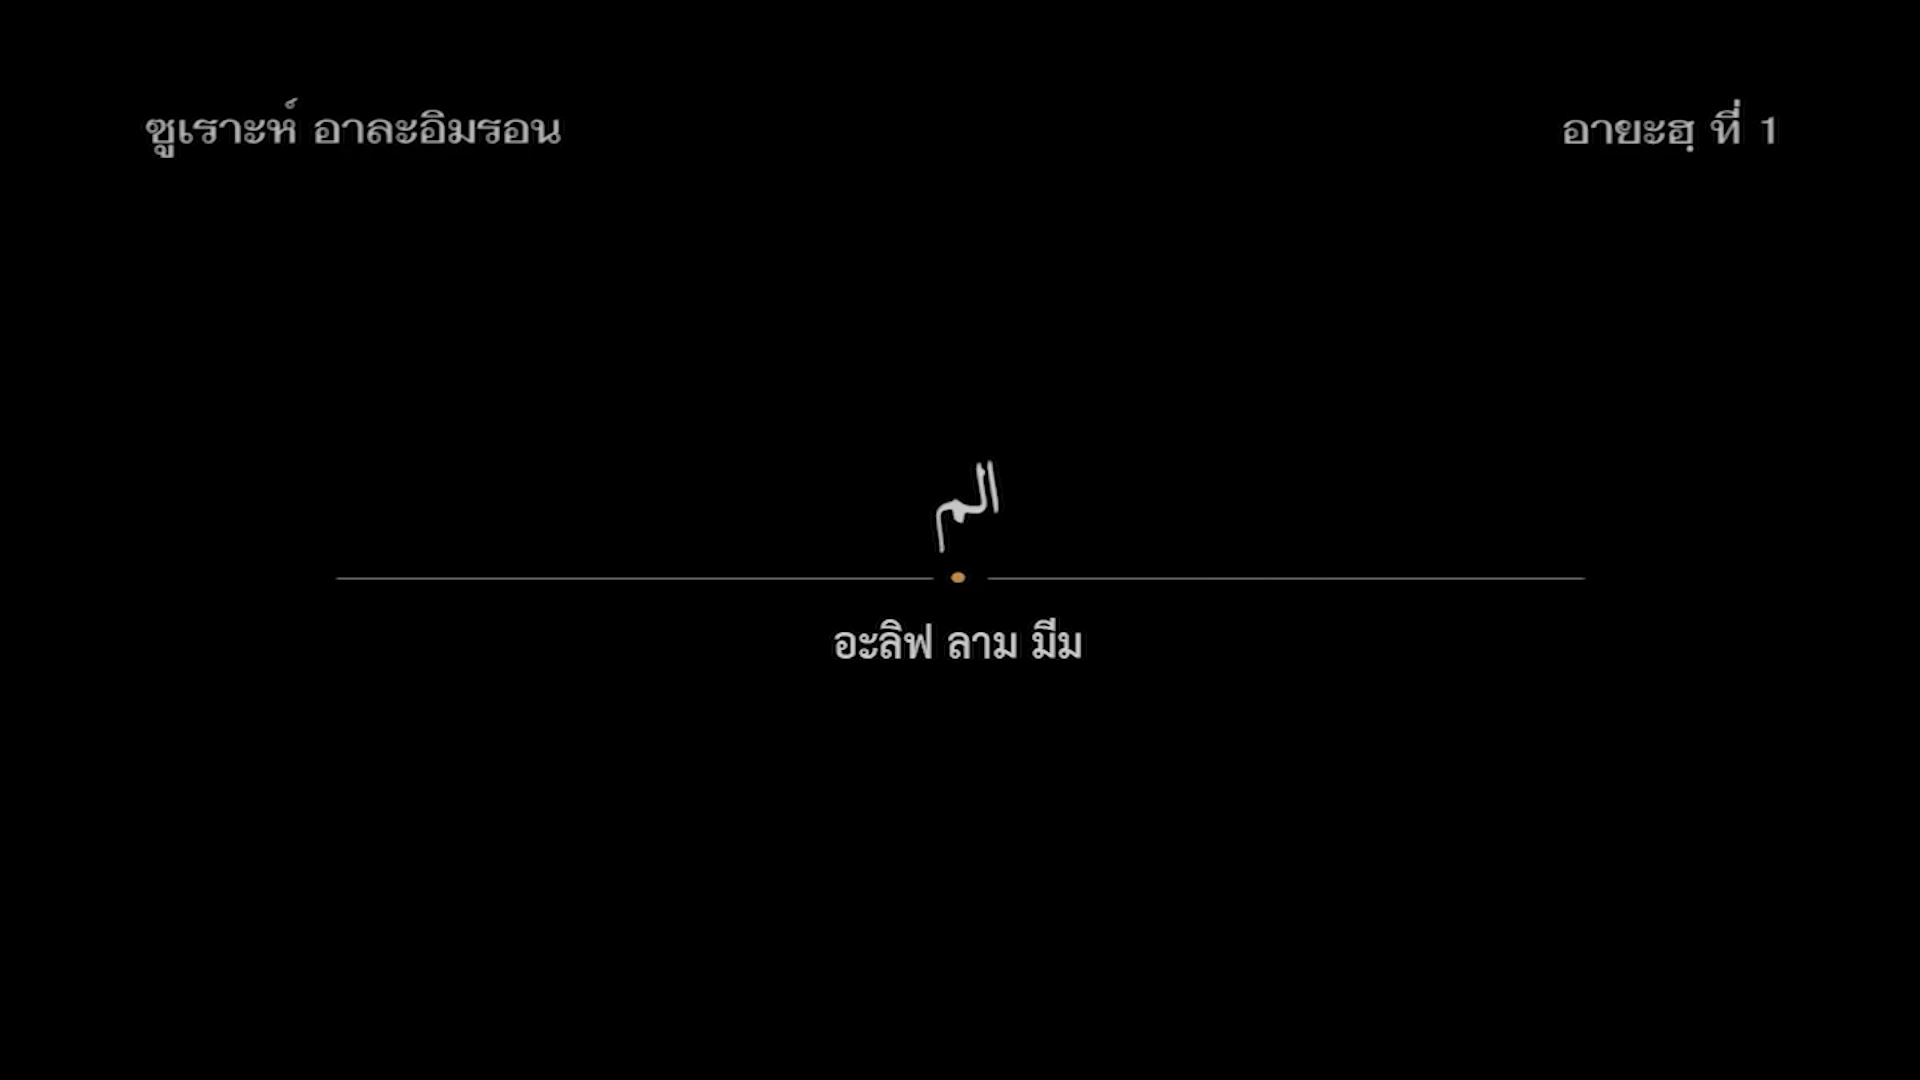 ซูเราะห์ อาละอิมรอน
อายะฮฺ ที่ 1
الم
อะลิฟ ลาม มีม